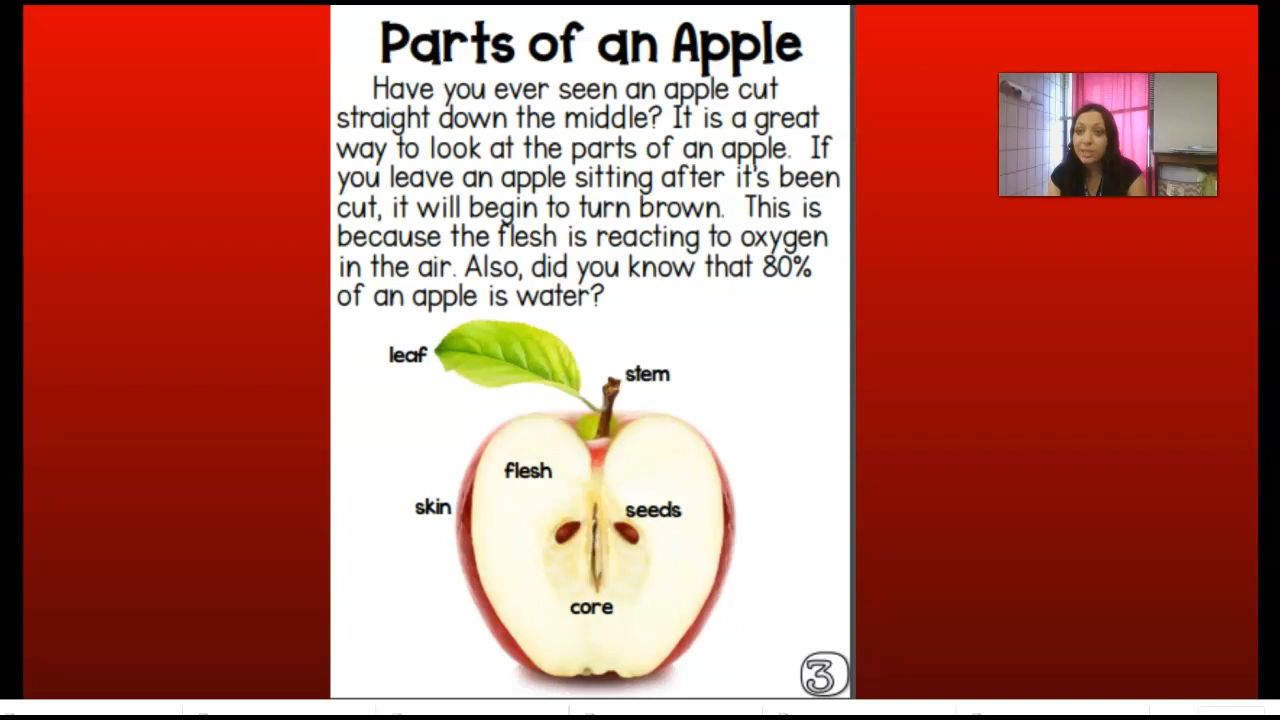 Parts of an Apple
Have you ever seen an apple cut
straight down the middle? It is a great
way to look at the parts of an apple. If
you leave an apple sitting after it's been
cut, it will begin to turn brown. This is
because the flesh is reacting to oxygen
in the air. Also, did you know that 80%
of an apple is water?
leaf
stem
flesh
skin
seeds
core
3